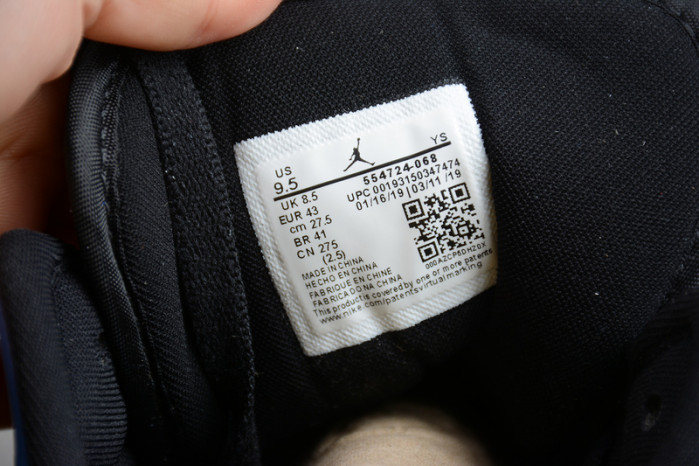 US YS
9.5 554724-068
UK 8.5 UPC 00193150347474
EUR 43 01/16/19 | 03/11 /19
cm 27.5
BR 41
CN 275
(2.5)
000AZCP5DHZ0X
MADE IN CHINA
HECHO EN CHINA
FABRIQUE EN CHINE
FABRICADO NA CHINA
This product is covered by one or more patents
www.nike.com/patentsvirtualmarking